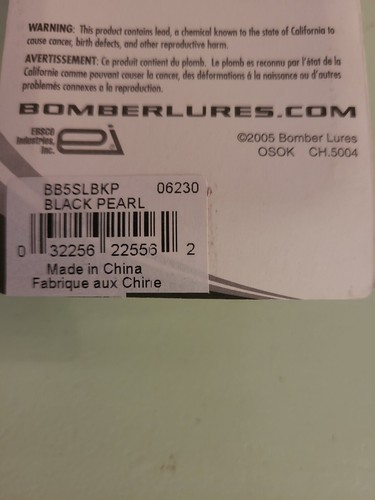 WARNING: This product contains lead, a chemical known to the state of California to
cause cancer, birth defects, and other reproductive harm.
AVERTISSEMENT: Ce produit contient du plomb. Le plomb es reconnu par l'état de la
Californie comme pouvant causer la cancer, des déformations à la naissance ou d'autres
problemés connexes à la reproduction.
BOMBERLURES.COM
EBSCO
Industries,
Inc.
ei
©2005 Bomber Lures
OSOK CH.5004
BB5SLBKP 06230
BLACK PEARL
0 32256 22556 2
Made in China
Fabrique aux Chine